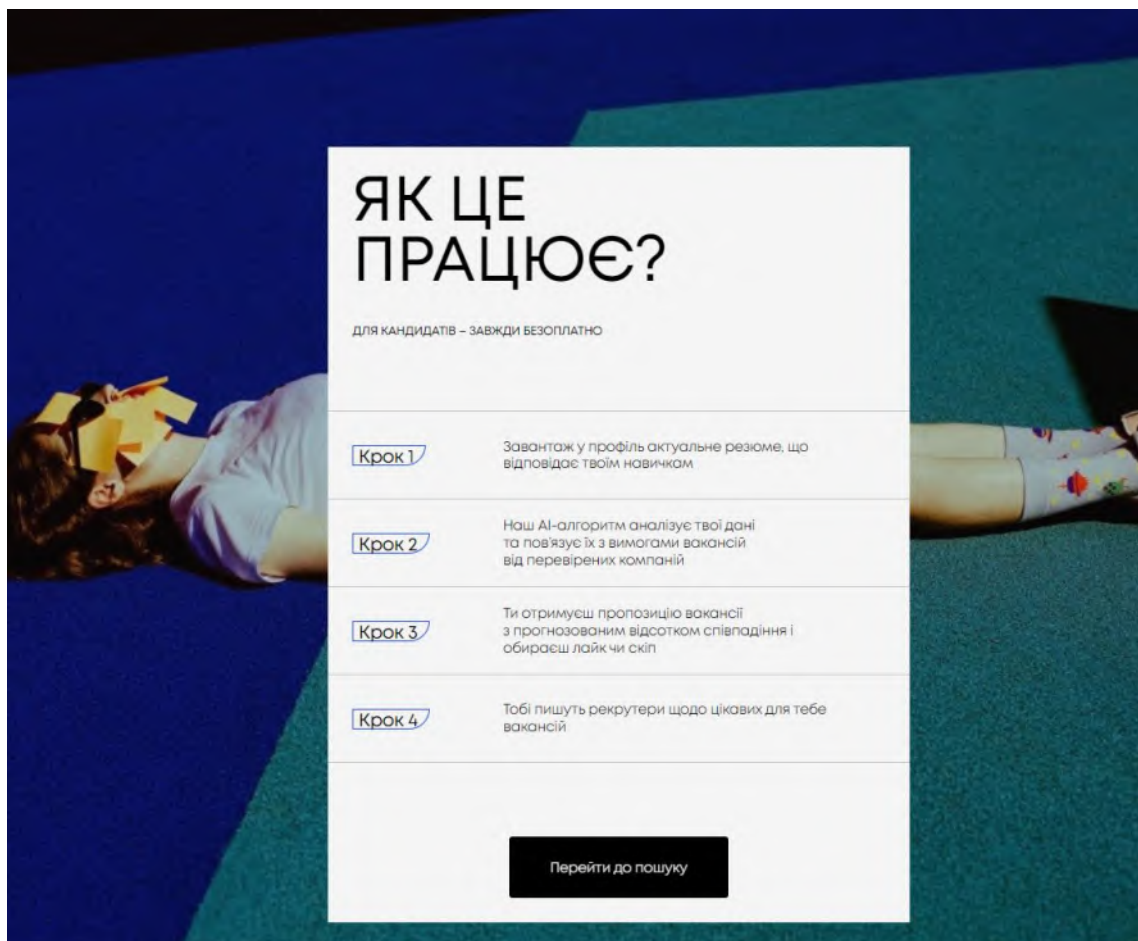 ЯК ЦЕ
ПРАЦЮЄ?
ДЛЯ КАНДИДАТІВ – ЗАВЖДИ БЕЗОПЛАТНО
Крок 1
Завантаж у профіль актуальне резюме, що
відповідає твоїм навичкам
Крок 2
Наш AI-алгоритм аналізує твої дані
та пов'язує їх з вимогами вакансій
від перевірених компаній
Крок 3
Ти отримуєш пропозицію вакансії
з прогнозованим відсотком співпадіння і
обираєш лайк чи скіп
Крок 4
Тобі пишуть рекрутери щодо цікавих для тебе
вакансій
Перейти до пошуку